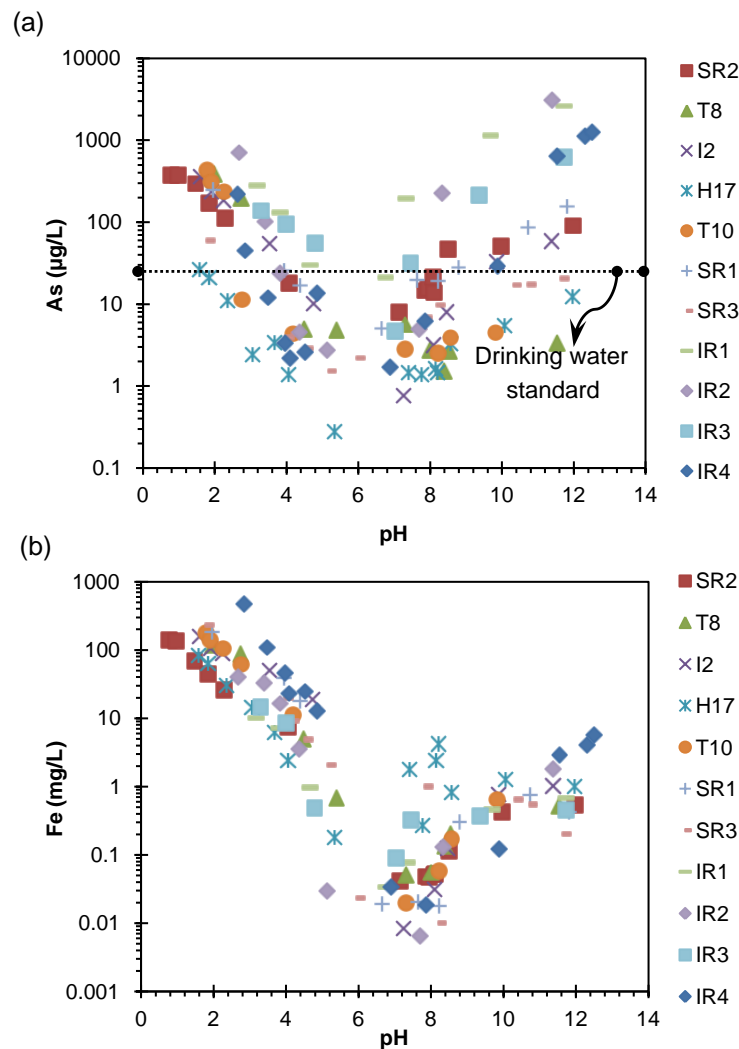 (a)
10000
1000
100
10
1
0.1
As (µg/L)
0 2 4 6 8 10 12 14
pH
Drinking water
standard
SR2
T8
I2
H17
T10
SR1
SR3
IR1
IR2
IR3
IR4
(b)
1000
100
10
1
0.1
0.01
0.001
Fe (mg/L)
0 2 4 6 8 10 12 14
pH
SR2
T8
I2
H17
T10
SR1
SR3
IR1
IR2
IR3
IR4